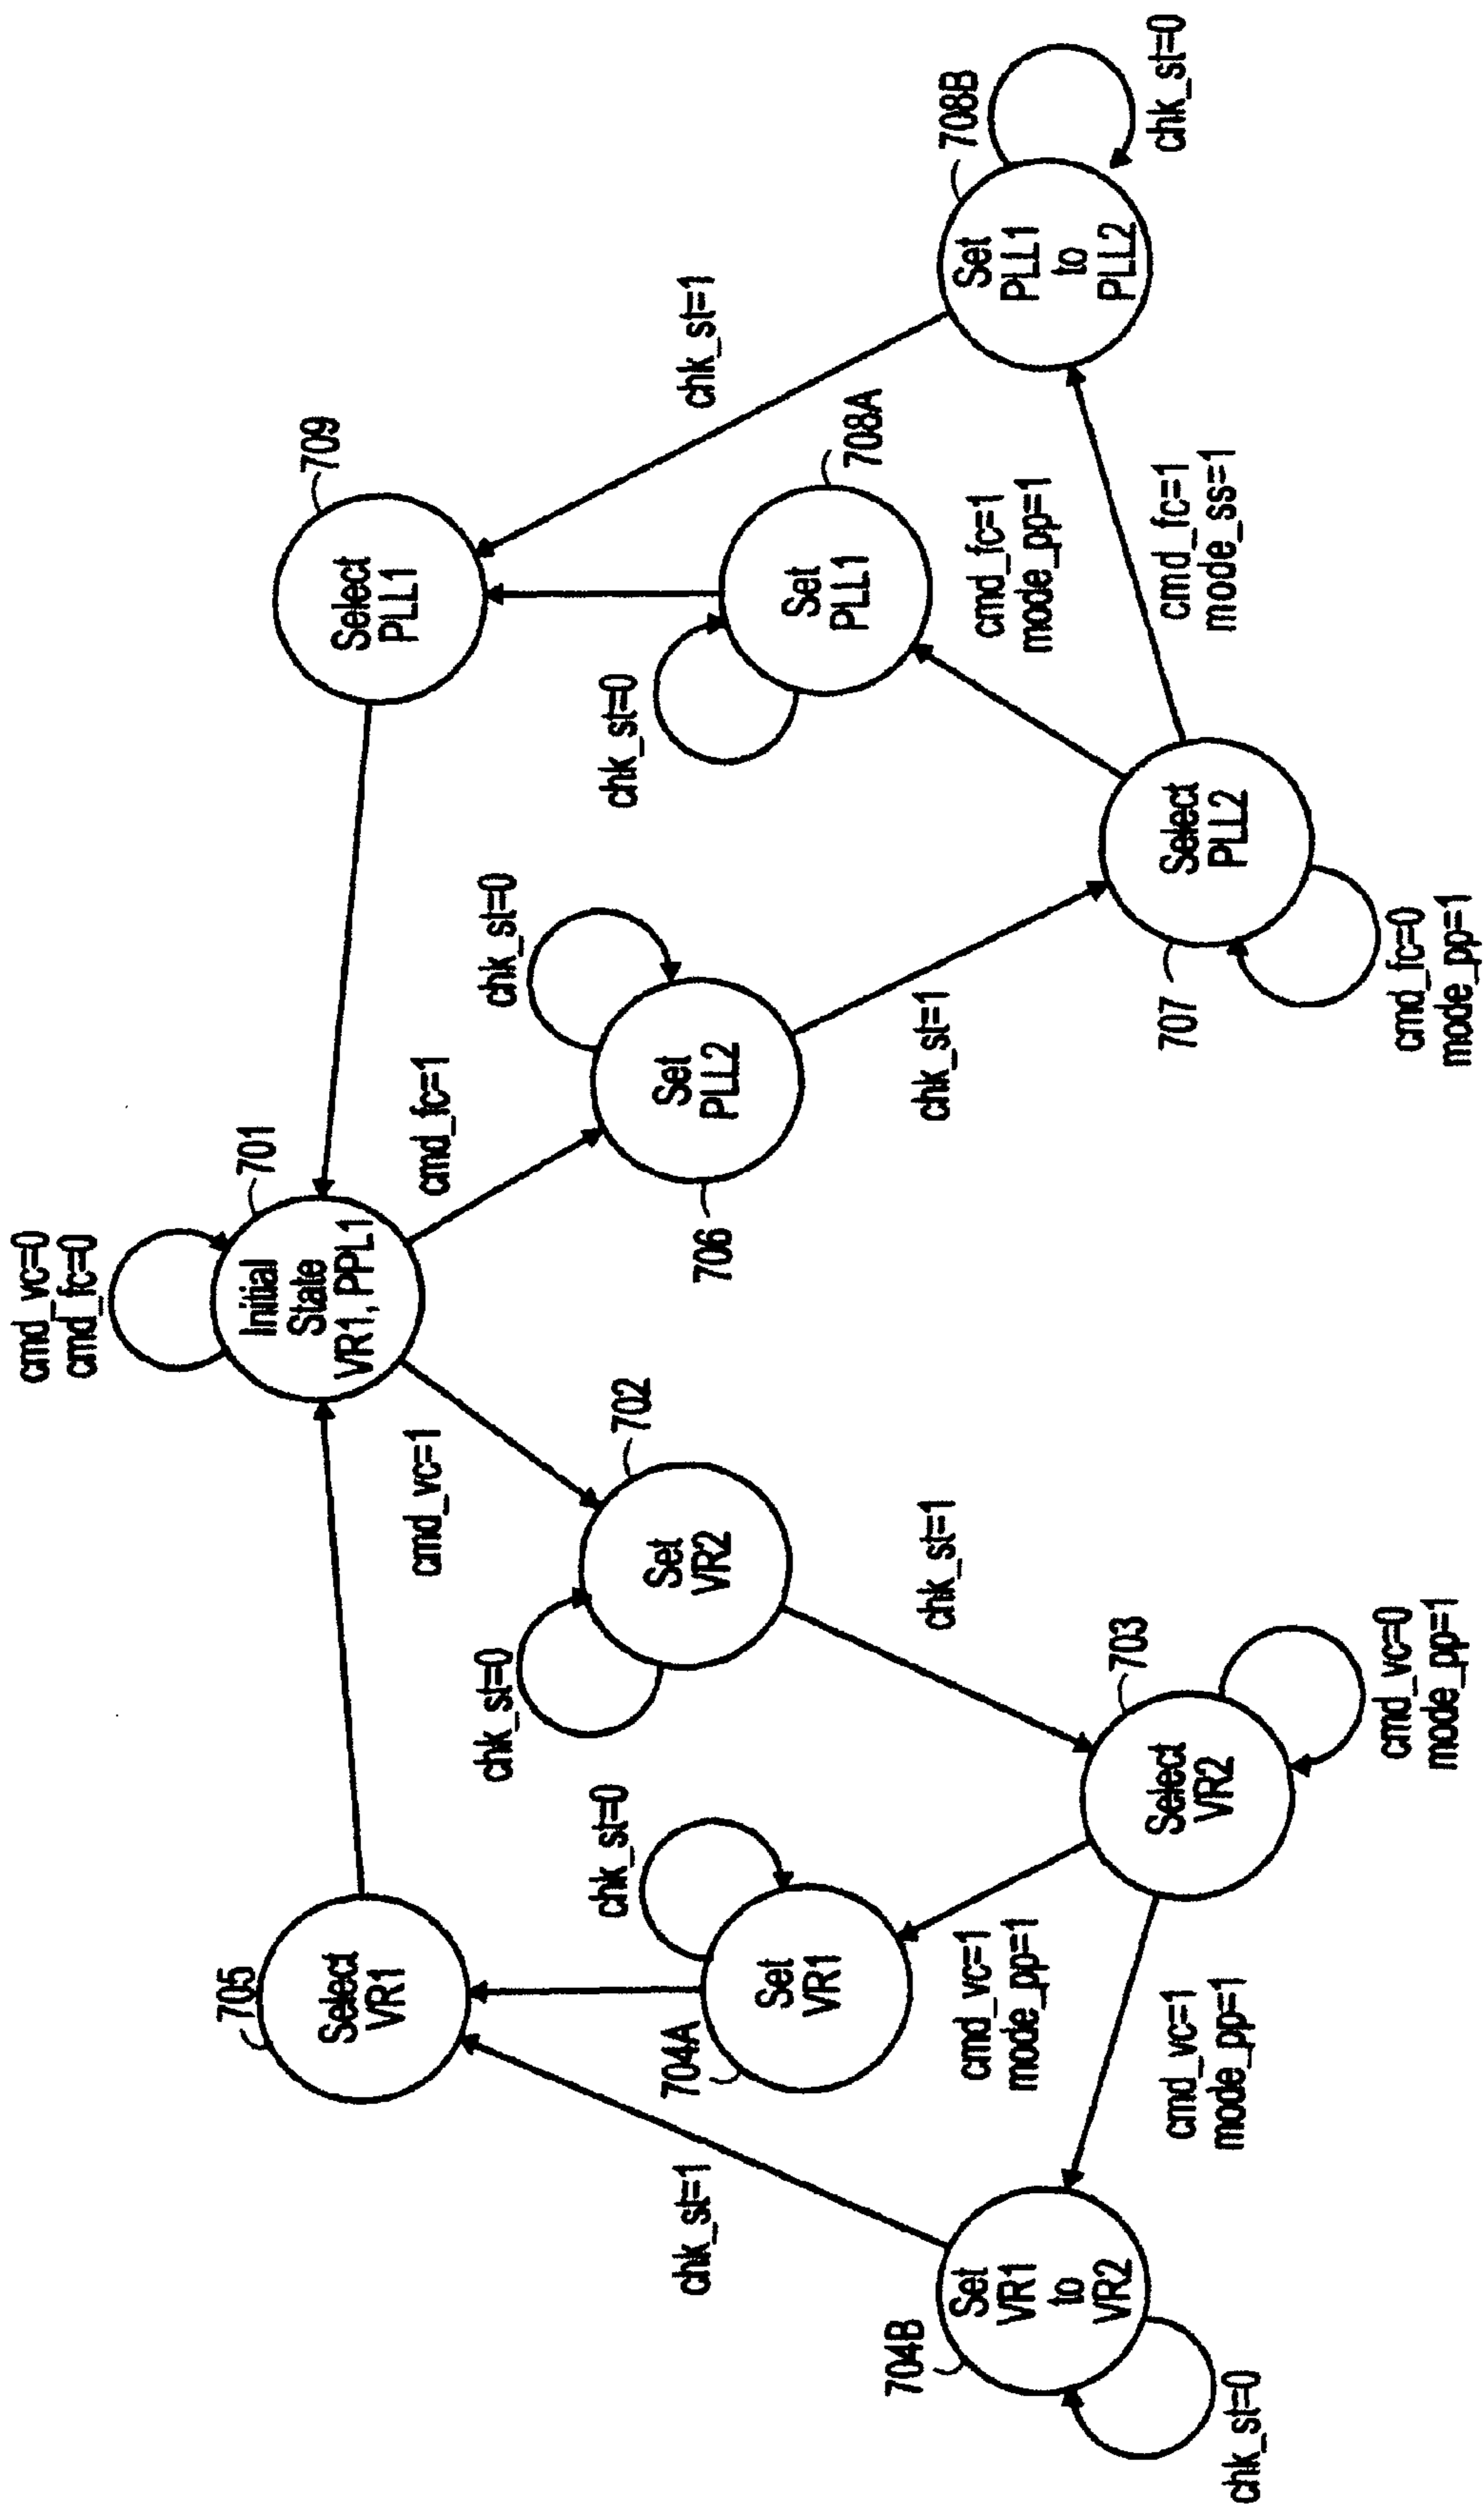 cmd_vc=0
cmd_fc=0
701
Initial
State
VR1, PPL1
705
Select
VR1
709
Select
PLL1
cmd_vc=1
cmd_fc=1
chk_st=0
702
Set
VR2
chk_st=0
706
Set
PLL2
chk_st=1
chk_st=0
704A
Set
VR1
chk_st=0
708A
Set
PLL1
chk_st=1
chk_st=1
chk_st=1
704B
Set
VR1
to
VR2
chk_st=0
cmd_vc=1
mode_pp=1
cmd_vc=1
mode_pp=1
703
Select
VR2
cmd_vc=0
mode_pp=1
707
Select
PLL2
cmd_fc=0
mode_pp=1
cmd_fc=1
mode_pp=1
cmd_fc=1
mode_ss=1
708B
Set
PLL1
to
PLL2
chk_st=0